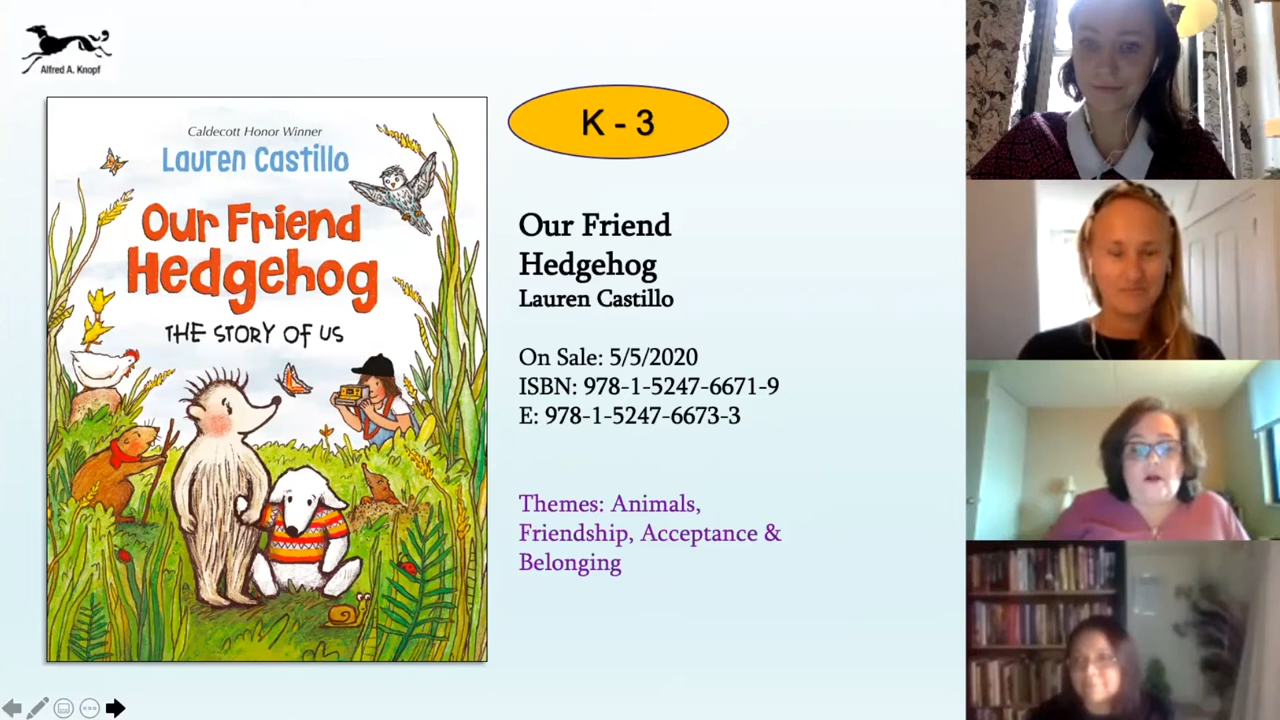 Alfred A. Knopf
Caldecott Honor Winner
Lauren Castillo
Our Friend
Hedgehog
THE STORY OF US
K - 3
Our Friend
Hedgehog
Lauren Castillo
On Sale: 5/5/2020
ISBN: 978-1-5247-6671-9
E: 978-1-5247-6673-3
Themes: Animals,
Friendship, Acceptance &
Belonging